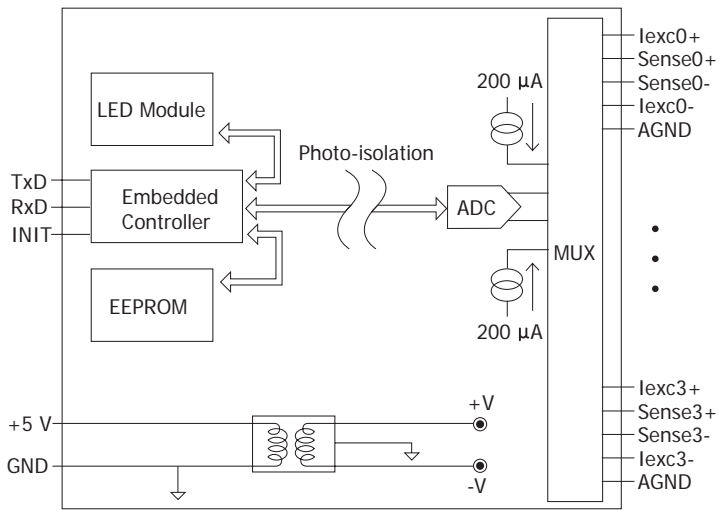 Iexc0+
Sense0+
Sense0-
Iexc0-
AGND
200 µA
LED Module
Photo-isolation
TxD
RxD
INIT
Embedded
Controller
ADC
MUX
EEPROM
200 µA
Iexc3+
Sense3+
Sense3-
Iexc3-
AGND
+5 V
+V
GND
-V